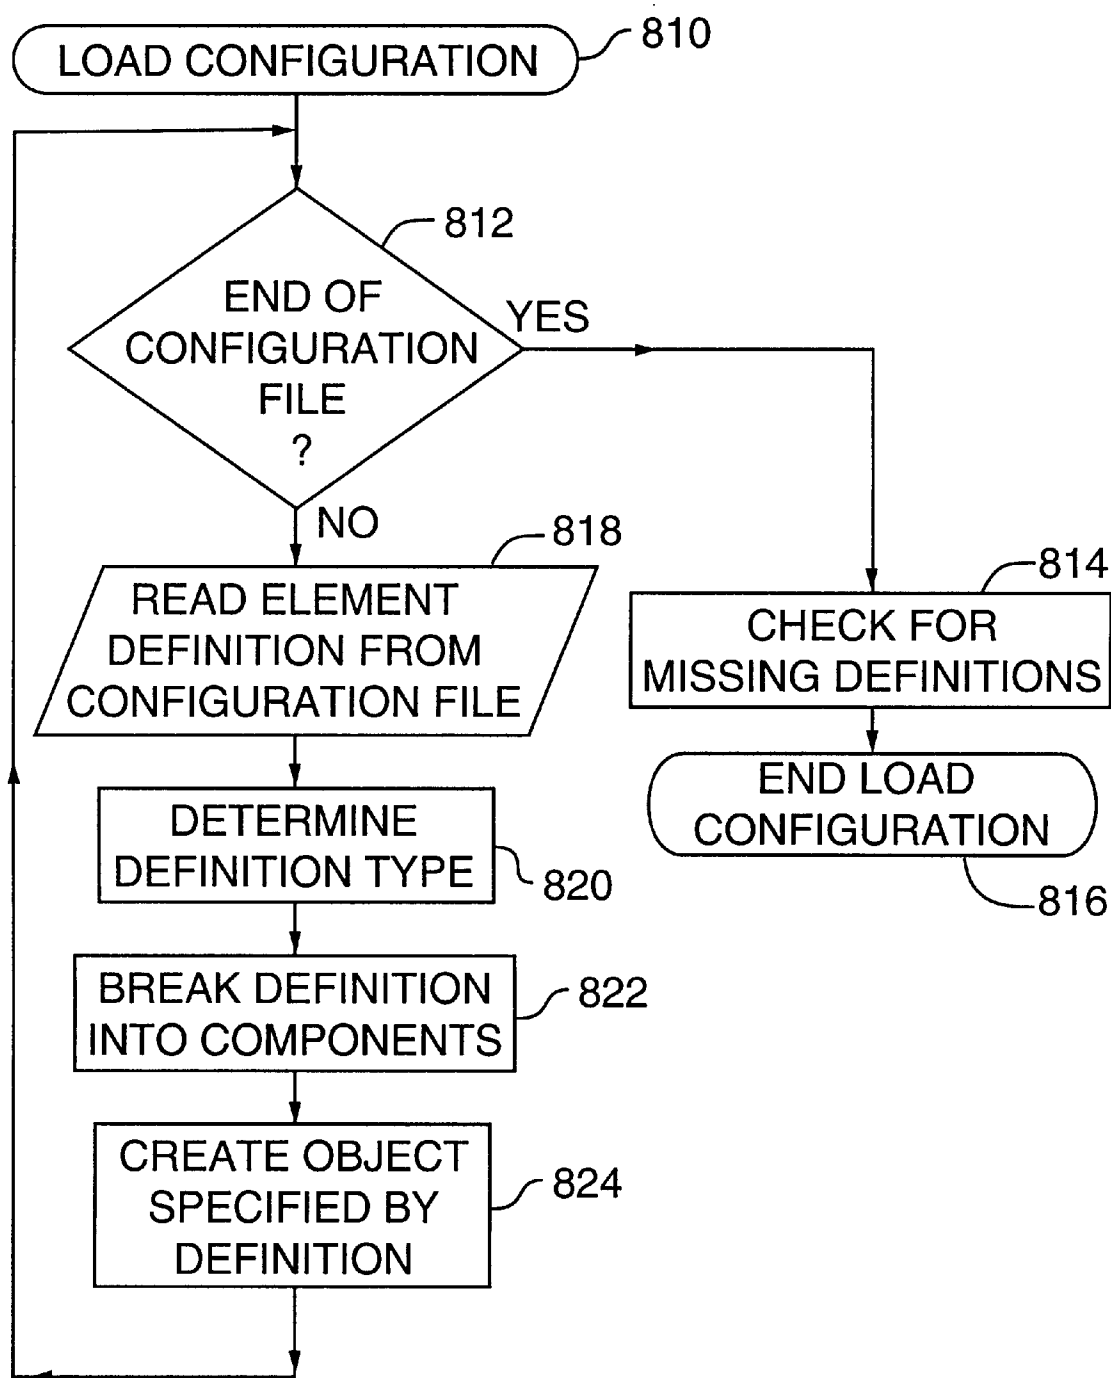 LOAD CONFIGURATION
810
812
END OF
CONFIGURATION
FILE
?
YES
NO
818
READ ELEMENT
DEFINITION FROM
CONFIGURATION FILE
814
CHECK FOR
MISSING DEFINITIONS
END LOAD
CONFIGURATION
816
DETERMINE
DEFINITION TYPE
820
BREAK DEFINITION
INTO COMPONENTS
822
CREATE OBJECT
SPECIFIED BY
DEFINITION
824